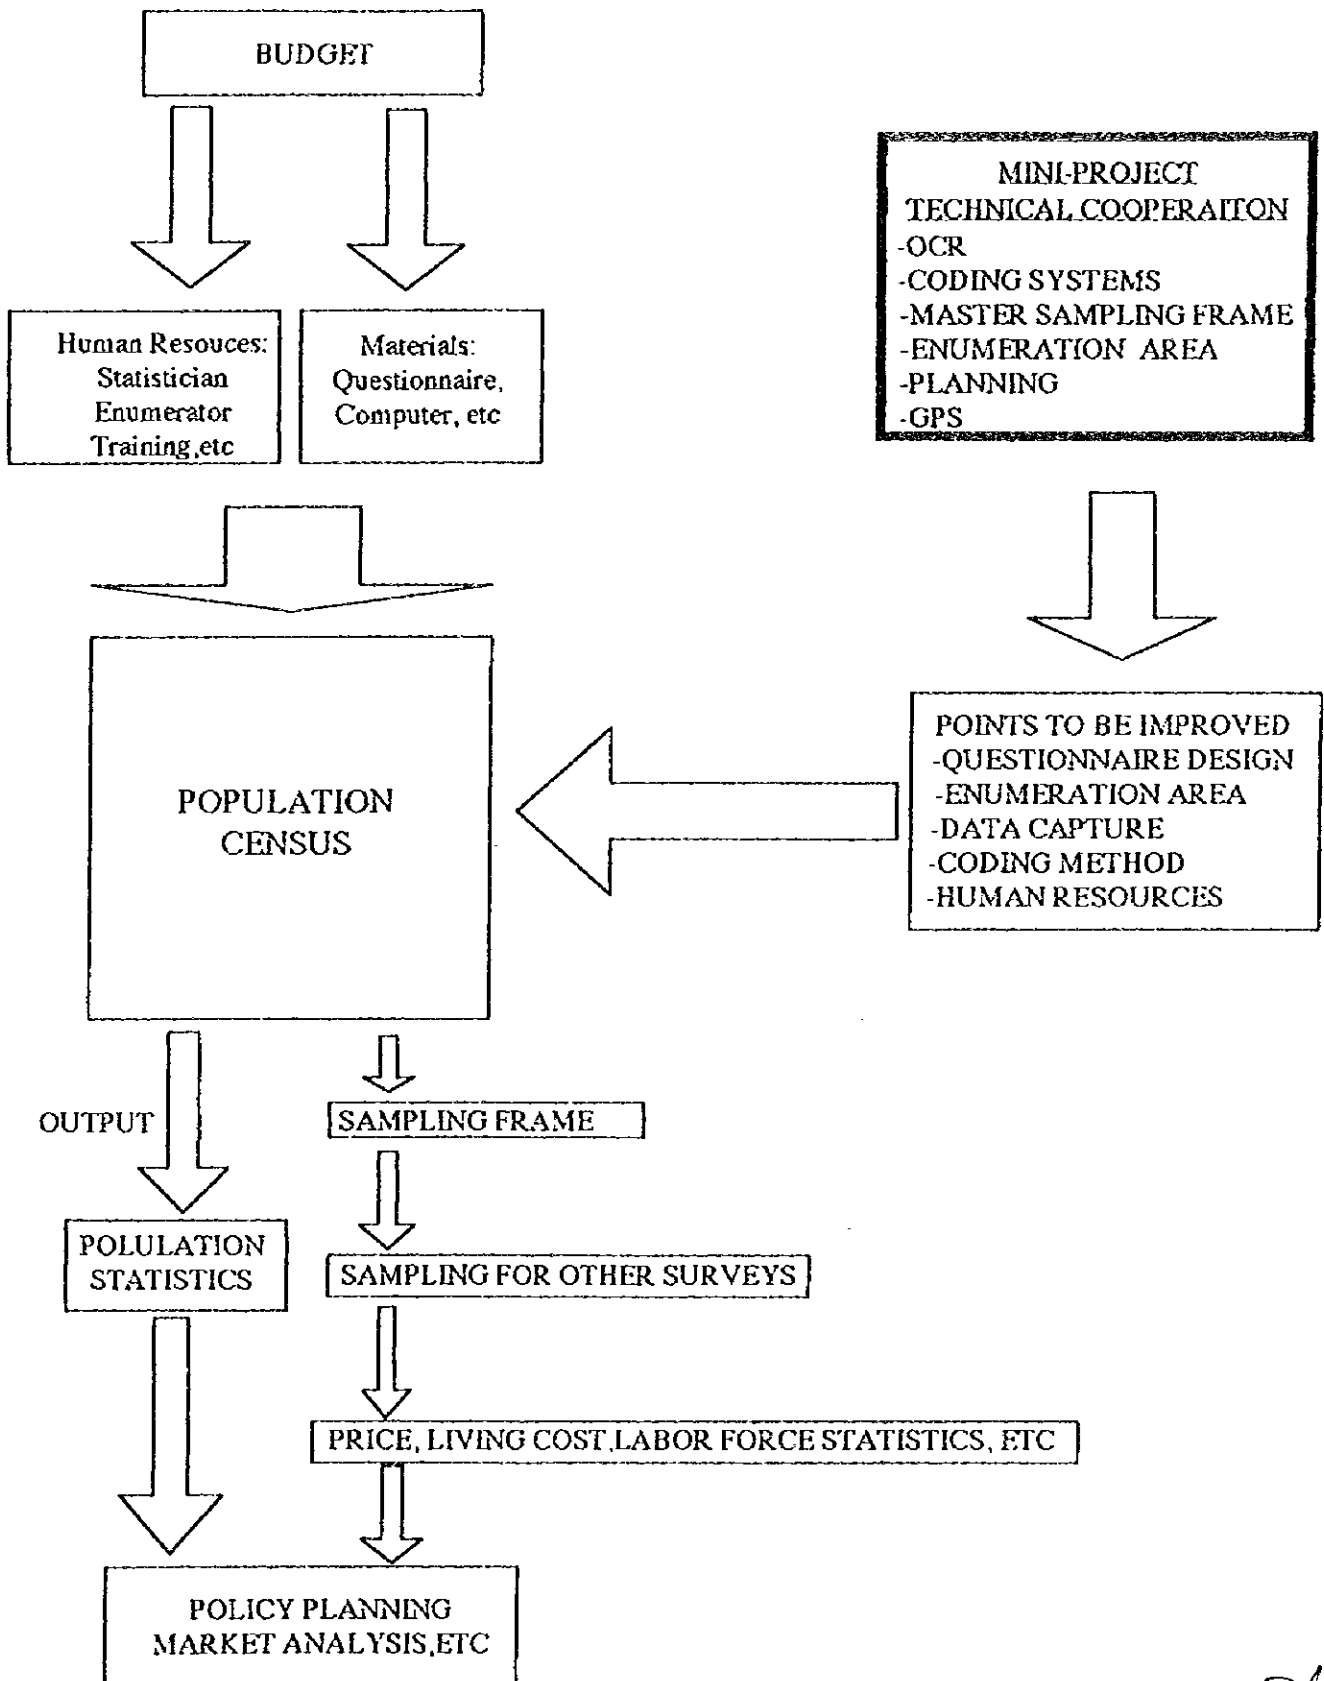 BUDGET
MINI-PROJECT
TECHNICAL COOPERAITON
-OCR
-CODING SYSTEMS
-MASTER SAMPLING FRAME
-ENUMERATION AREA
-PLANNING
-GPS
Human Resouces:
Statistician
Enumerator
Training,etc
Materials:
Questionnaire,
Computer, etc
POPULATION
CENSUS
POINTS TO BE IMPROVED
-QUESTIONNAIRE DESIGN
-ENUMERATION AREA
-DATA CAPTURE
-CODING METHOD
-HUMAN RESOURCES
OUTPUT
SAMPLING FRAME
POLULATION
STATISTICS
SAMPLING FOR OTHER SURVEYS
PRICE, LIVING COST,LABOR FORCE STATISTICS, ETC
POLICY PLANNING
MARKET ANALYSIS,ETC